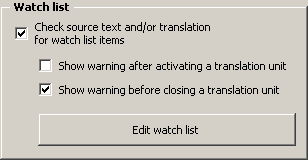 Watch list
Check source text and/or translation
for watch list items
Show warning after activating a translation unit
Show warning before closing a translation unit
Edit watch list